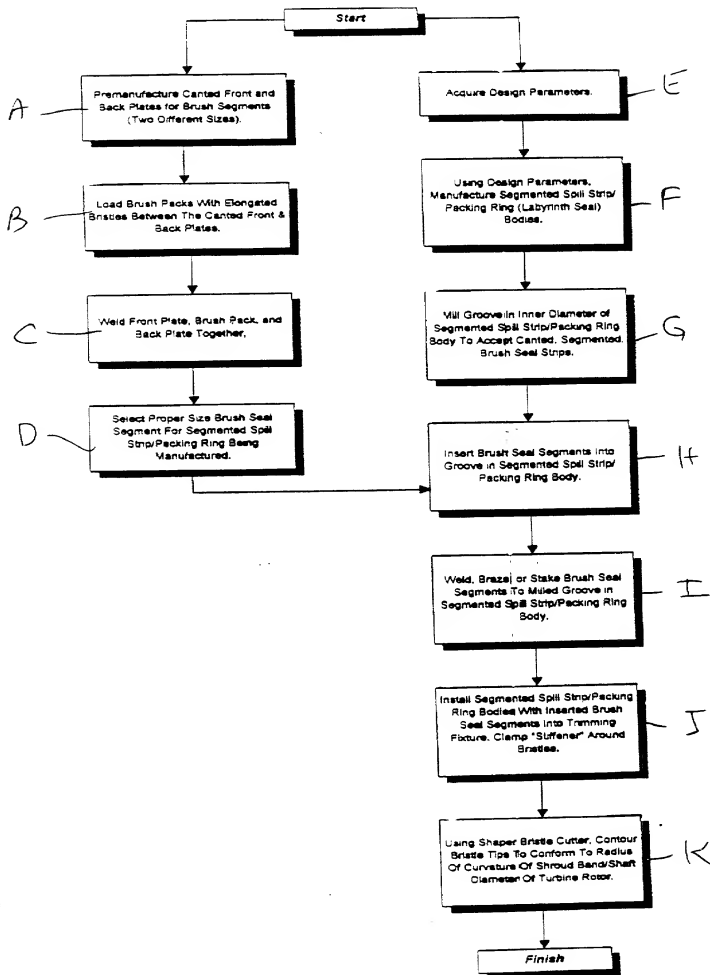 Start
A
Premanufacture Canted Front and
Back Plates for Brush Segments
(Two Different Sizes).
B
Load Brush Packs With Elongated
Bristles Between The Canted Front &
Back Plates.
C
Weld Front Plate, Brush Pack, and
Back Plate Together.
D
Select Proper Size Brush Seal
Segment For Segmented Spill
Strip/Packing Ring Being
Manufactured.
Acquire Design Parameters.
E
Using Design Parameters,
Manufacture Segmented Spill Strip/
Packing Ring (Labyrinth Seal)
Bodies.
F
Mill Groove in Inner Diameter of
Segmented Spill Strip/Packing Ring
Body To Accept Canted, Segmented,
Brush Seal Strips.
G
Insert Brush Seal Segments Into
Groove in Segmented Spill Strip/
Packing Ring Body.
H
Weld, Braze, or Stake Brush Seal
Segments To Milled Groove in
Segmented Spill Strip/Packing Ring
Body.
I
Install Segmented Spill Strip/Packing
Ring Bodies With Inserted Brush
Seal Segments Into Trimming
Fixture. Clamp "Stiffener" Around
Bristles.
J
Using Shaper Bristle Cutter, Contour
Bristle Tips To Conform To Radius
Of Curvature Of Shroud Band/Shaft
Diameter Of Turbine Rotor.
K
Finish